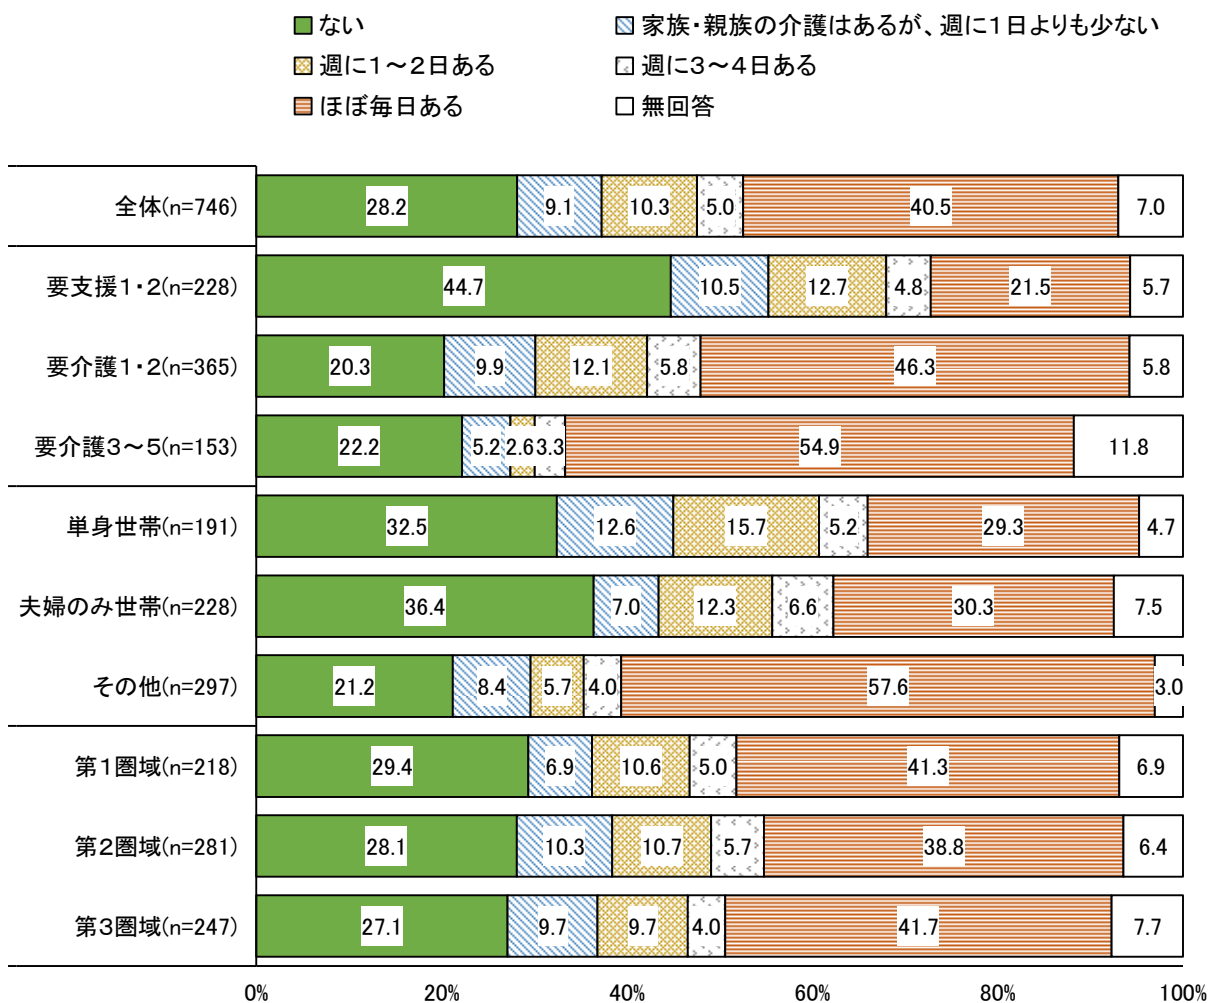 ない 家族・親族の介護はあるが、週に1日よりも少ない
週に1～2日ある 週に3～4日ある
ほぼ毎日ある 無回答
全体(n=746) 28.2 9.1 10.3 5.0 40.5 7.0
要支援1・2(n=228) 44.7 10.5 12.7 4.8 21.5 5.7
要介護1・2(n=365) 20.3 9.9 12.1 5.8 46.3 5.8
要介護3～5(n=153) 22.2 5.2 2.6 3.3 54.9 11.8
単身世帯(n=191) 32.5 12.6 15.7 5.2 29.3 4.7
夫婦のみ世帯(n=228) 36.4 7.0 12.3 6.6 30.3 7.5
その他(n=297) 21.2 8.4 5.7 4.0 57.6 3.0
第1圏域(n=218) 29.4 6.9 10.6 5.0 41.3 6.9
第2圏域(n=281) 28.1 10.3 10.7 5.7 38.8 6.4
第3圏域(n=247) 27.1 9.7 9.7 4.0 41.7 7.7
0% 20% 40% 60% 80% 100%